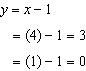 y = x − 1
= (4) − 1 = 3
= (1) − 1 = 0